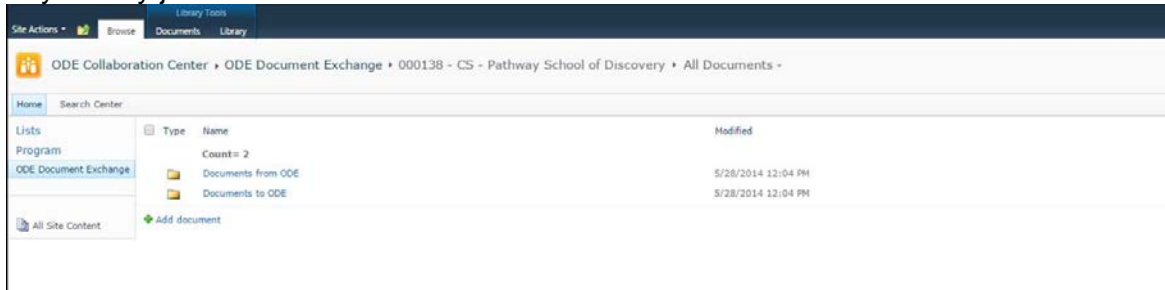 Library Tools
Site Actions
Browse Documents Library
ODE Collaboration Center ▸ ODE Document Exchange ▸ 000138 - CS - Pathway School of Discovery ▸ All Documents -
Home Search Center
Lists
Program
ODE Document Exchange
All Site Content
Type Name Modified
Count= 2
Documents from ODE 5/28/2014 12:04 PM
Documents to ODE 5/28/2014 12:04 PM
Add document